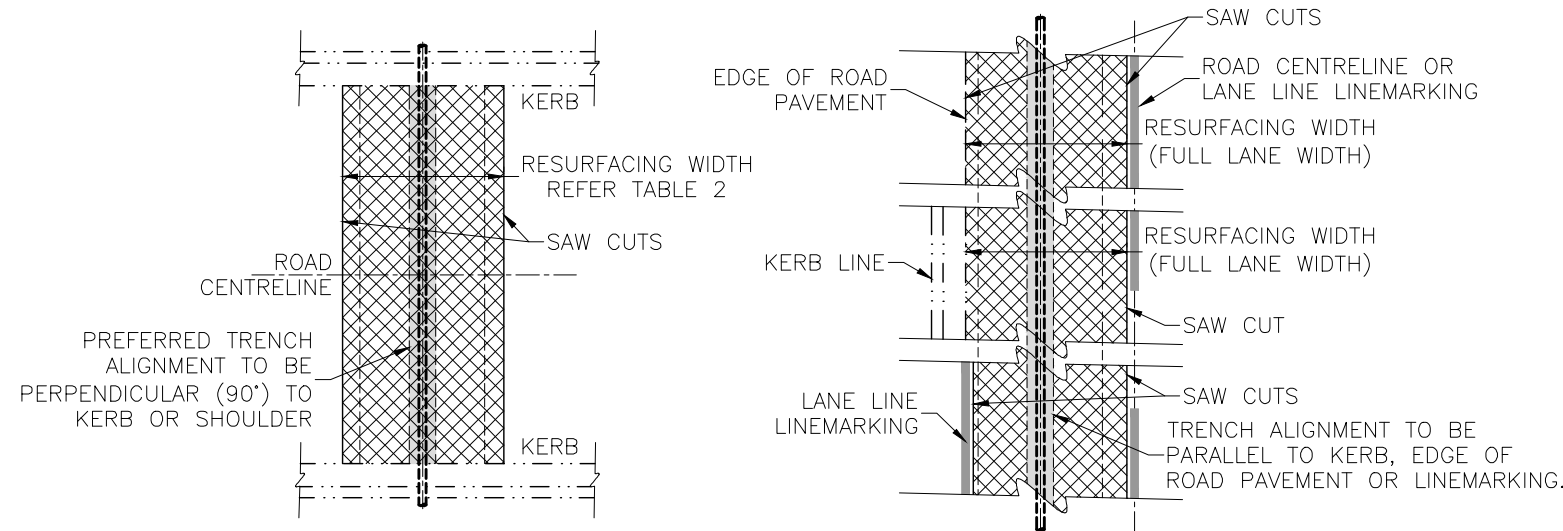 KERB
RESURFACING WIDTH
REFER TABLE 2
SAW CUTS
ROAD
CENTRELINE
PREFERRED TRENCH
ALIGNMENT TO BE
PERPENDICULAR (90°) TO
KERB OR SHOULDER
KERB
SAW CUTS
EDGE OF ROAD
PAVEMENT
ROAD CENTRELINE OR
LANE LINE LINEMARKING
RESURFACING WIDTH
(FULL LANE WIDTH)
RESURFACING WIDTH
(FULL LANE WIDTH)
KERB LINE
SAW CUT
SAW CUTS
LANE LINE
LINEMARKING
TRENCH ALIGNMENT TO BE
PARALLEL TO KERB, EDGE OF
ROAD PAVEMENT OR LINEMARKING.